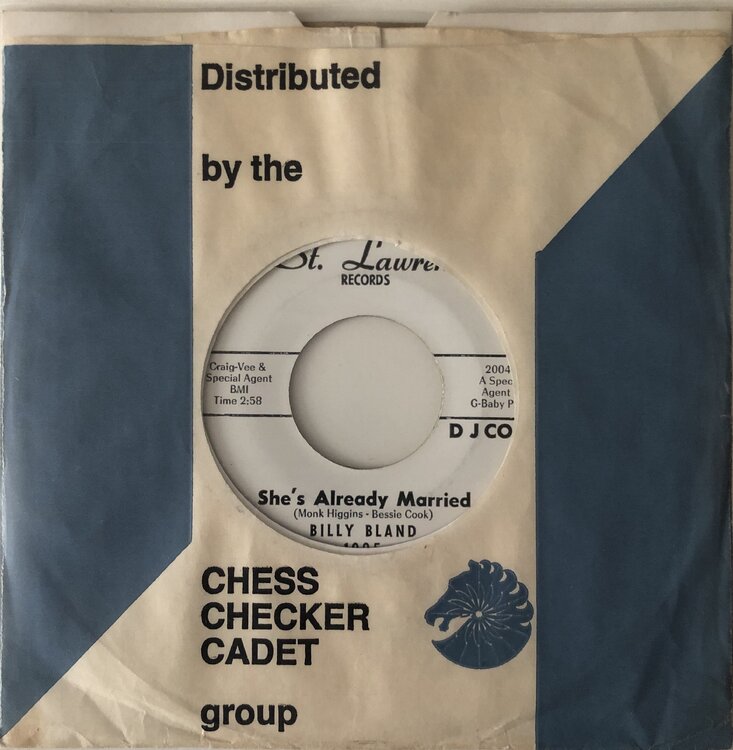 Distributed
by the
St. Lawre
RECORDS
Craig-Vee &
Special Agent
BMI
Time 2:58
2004
A Spec
Agent
G-Baby P
D J CO
She's Already Married
(Monk Higgins - Bessie Cook)
BILLY BLAND
CHESS
CHECKER
CADET
group